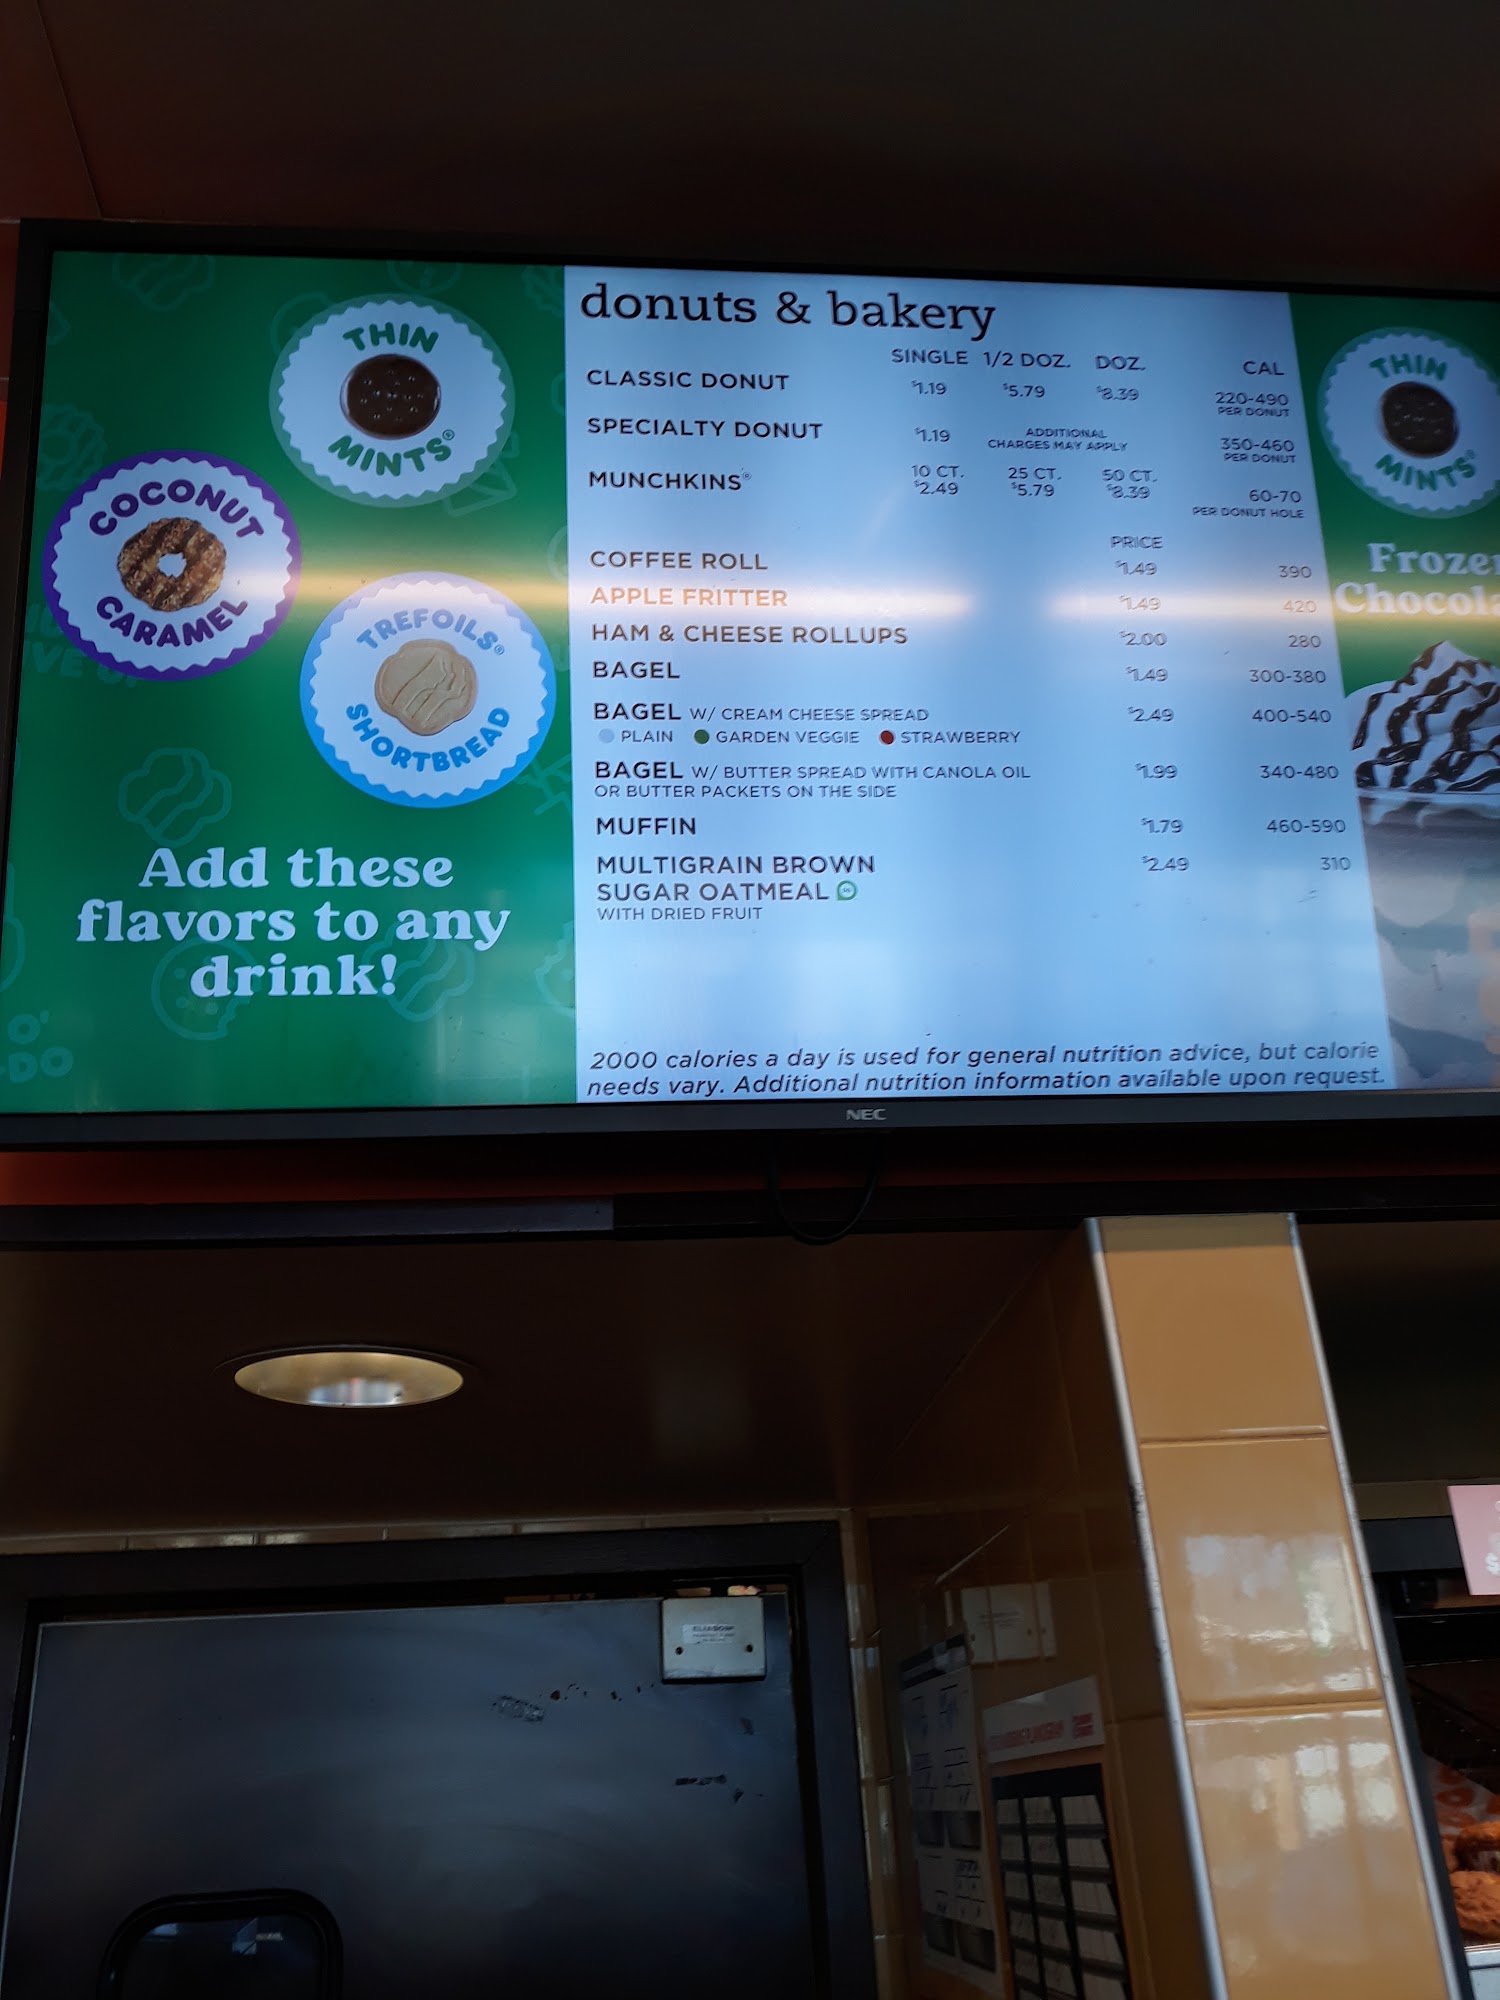 THIN
MINTS®
COCONUT
CARAMEL
TREFOILS®
SHORTBREAD
Add these
flavors to any
drink!
O'
DO
donuts & bakery
SINGLE 1/2 DOZ. DOZ. CAL
CLASSIC DONUT $1.19 $5.79 $8.39 220-490
PER DONUT
SPECIALTY DONUT $1.19 ADDITIONAL
CHARGES MAY APPLY 350-460
PER DONUT
MUNCHKINS® 10 CT. 25 CT. 50 CT.
$2.49 $5.79 $8.39 60-70
PER DONUT HOLE
PRICE
COFFEE ROLL $1.49 390
APPLE FRITTER $1.49 420
HAM & CHEESE ROLLUPS $2.00 280
BAGEL $1.49 300-380
BAGEL W/ CREAM CHEESE SPREAD $2.49 400-540
PLAIN GARDEN VEGGIE STRAWBERRY
BAGEL W/ BUTTER SPREAD WITH CANOLA OIL $1.99 340-480
OR BUTTER PACKETS ON THE SIDE
MUFFIN $1.79 460-590
MULTIGRAIN BROWN $2.49 310
SUGAR OATMEAL
WITH DRIED FRUIT
2000 calories a day is used for general nutrition advice, but calorie
needs vary. Additional nutrition information available upon request.
THIN
MINTS®
Froze
Chocol
NEC
ELIASON